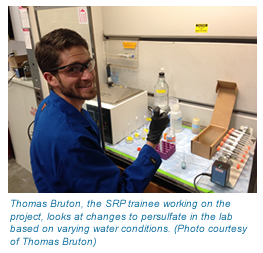 Thomas Bruton, the SRP trainee working on the
project, looks at changes to persulfate in the lab
based on varying water conditions. (Photo courtesy
of Thomas Bruton)